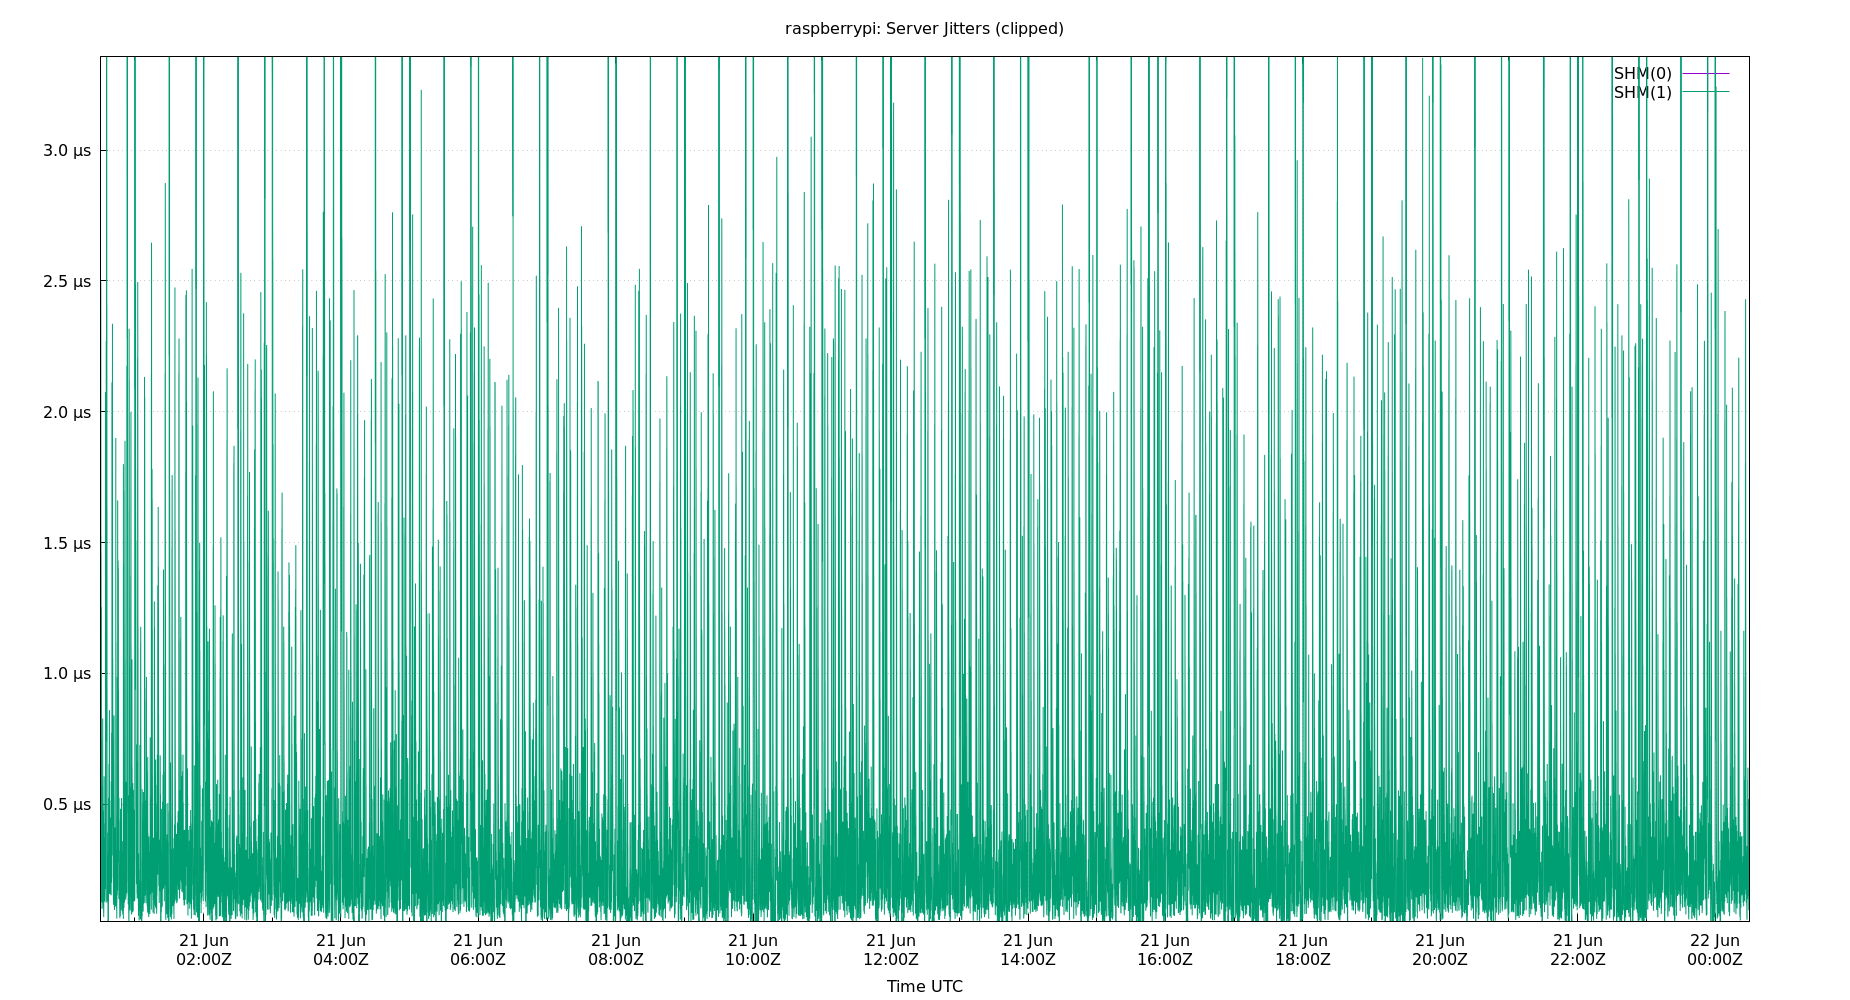 raspberrypi: Server Jitters (clipped)
SHM(0)
SHM(1)
3.0 µs
2.5 µs
2.0 µs
1.5 µs
1.0 µs
0.5 µs
21 Jun 21 Jun 21 Jun 21 Jun 21 Jun 21 Jun 21 Jun 21 Jun 21 Jun 21 Jun 21 Jun 22 Jun
02:00Z 04:00Z 06:00Z 08:00Z 10:00Z 12:00Z 14:00Z 16:00Z 18:00Z 20:00Z 22:00Z 00:00Z
Time UTC